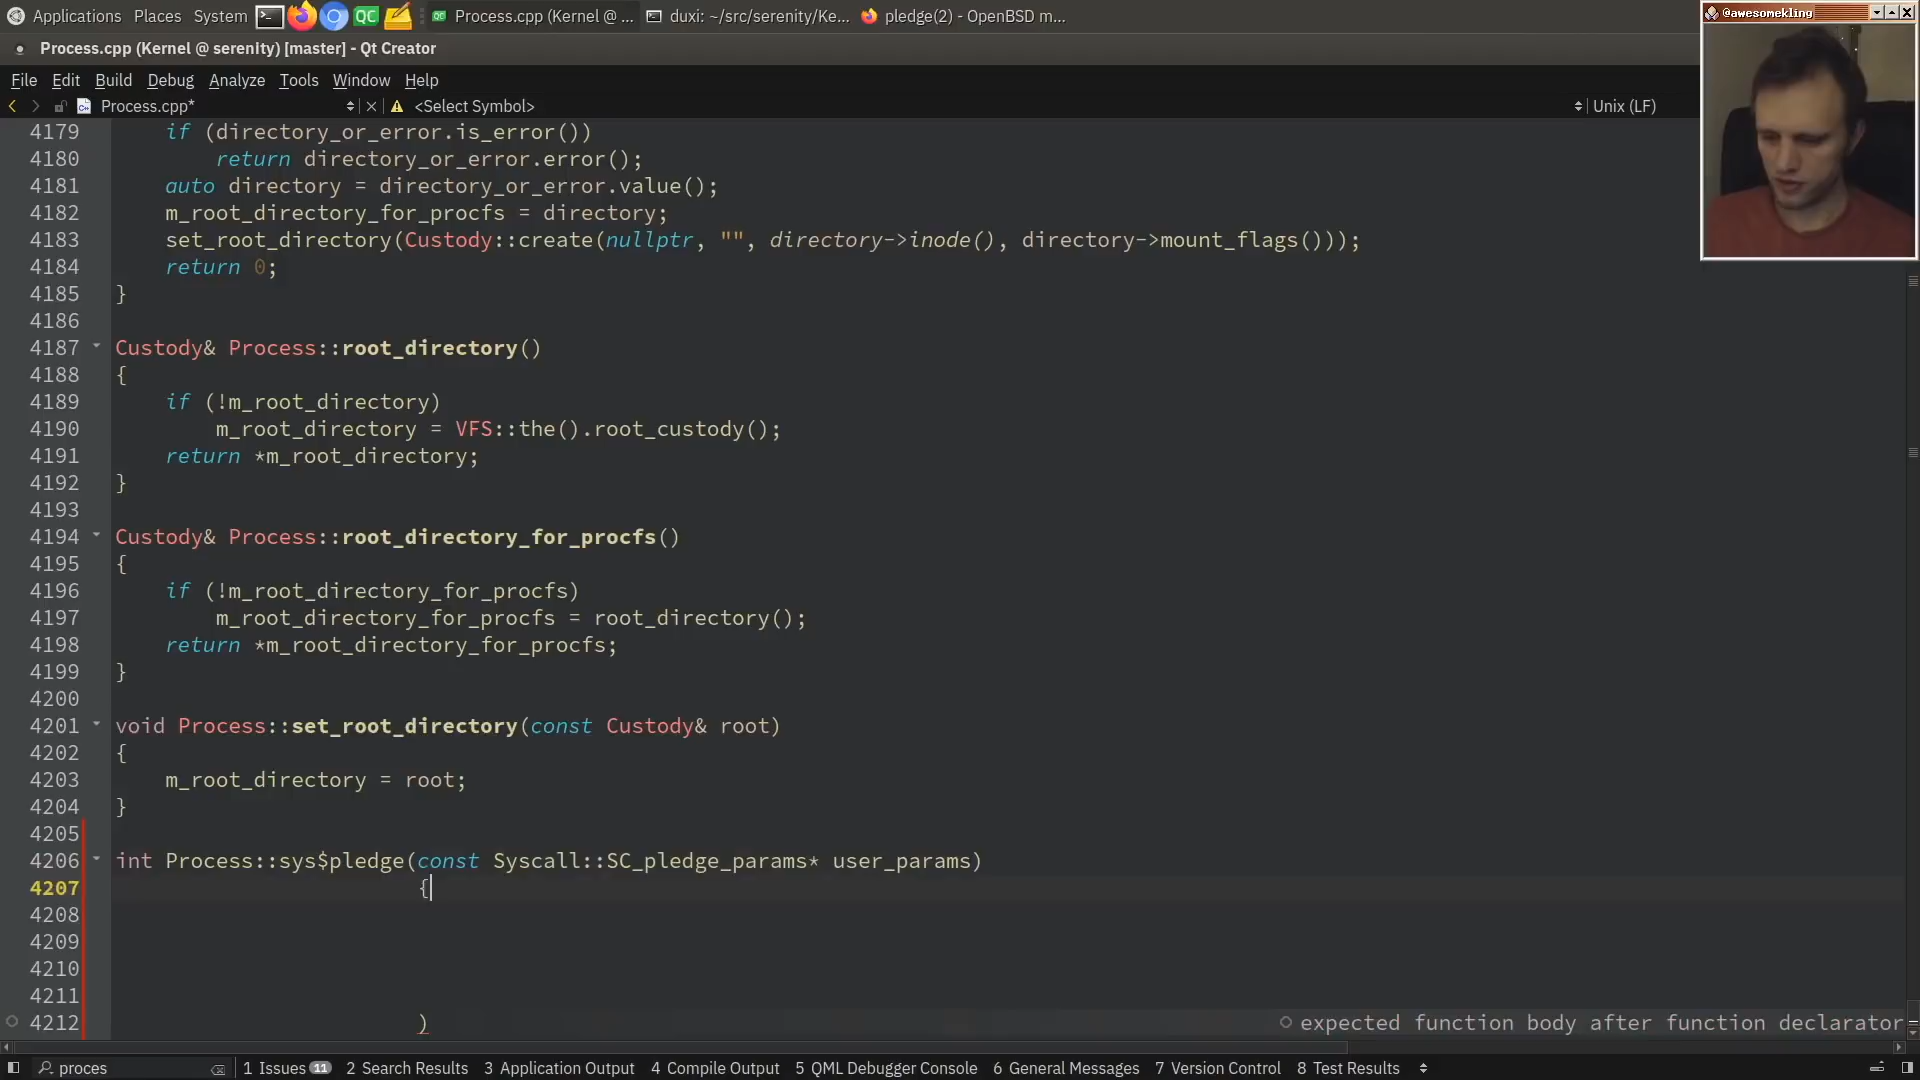 Applications Places System Process.cpp (Kernel @ ... duxi: ~/src/serenity/Ke... pledge(2) - OpenBSD m...
@awesomekling
Process.cpp (Kernel @ serenity) [master] - Qt Creator
File Edit Build Debug Analyze Tools Window Help
Process.cpp* <Select Symbol> Unix (LF)
4179 if (directory_or_error.is_error())
4180 return directory_or_error.error();
4181 auto directory = directory_or_error.value();
4182 m_root_directory_for_procfs = directory;
4183 set_root_directory(Custody::create(nullptr, "", directory->inode(), directory->mount_flags()));
4184 return 0;
4185 }
4186
4187 Custody& Process::root_directory()
4188 {
4189 if (!m_root_directory)
4190 m_root_directory = VFS::the().root_custody();
4191 return *m_root_directory;
4192 }
4193
4194 Custody& Process::root_directory_for_procfs()
4195 {
4196 if (!m_root_directory_for_procfs)
4197 m_root_directory_for_procfs = root_directory();
4198 return *m_root_directory_for_procfs;
4199 }
4200
4201 void Process::set_root_directory(const Custody& root)
4202 {
4203 m_root_directory = root;
4204 }
4205
4206 int Process::sys$pledge(const Syscall::SC_pledge_params* user_params)
4207 {
4208
4209
4210
4211
4212 ) expected function body after function declarator
proces 1 Issues 11 2 Search Results 3 Application Output 4 Compile Output 5 QML Debugger Console 6 General Messages 7 Version Control 8 Test Results